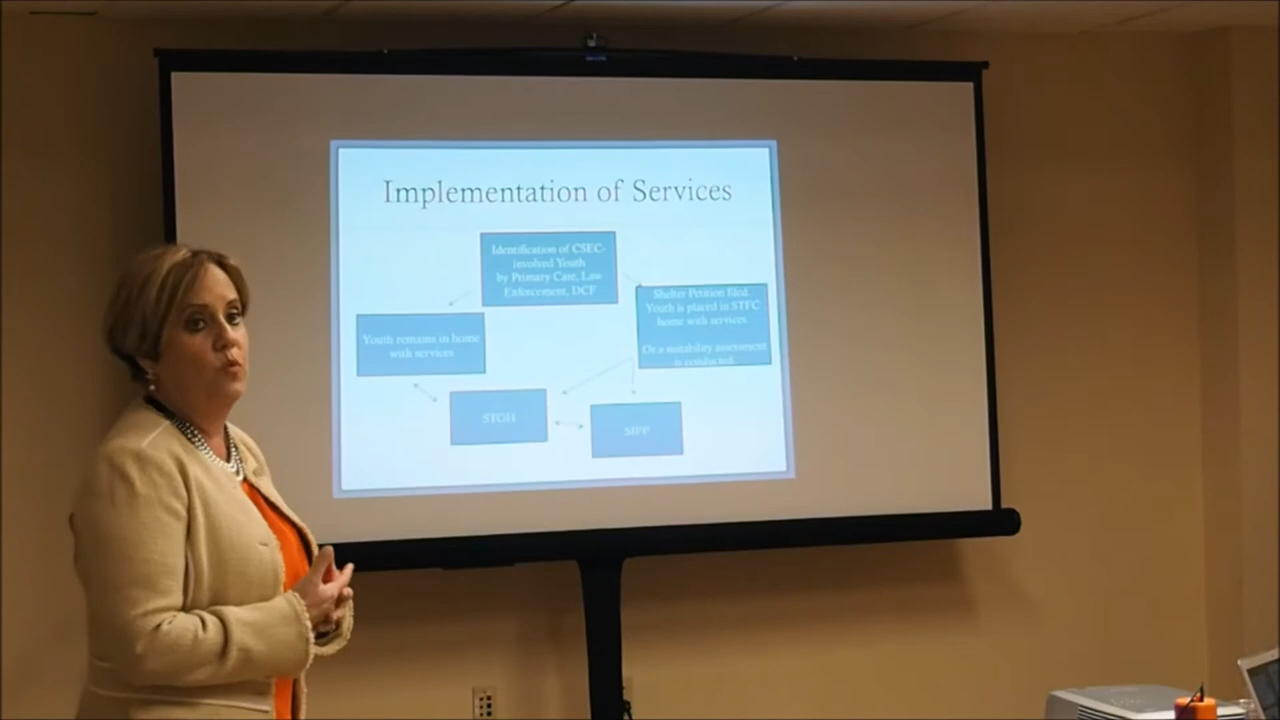 Implementation of Services
Identification of CSEC-
involved Youth
by Primary Care, Law
Enforcement, DCF
Shelter Petition filed.
Youth is placed in STFC
home with services.
Or a suitability assessment
is conducted.
Youth remains in home
with services
STGH
SIPP